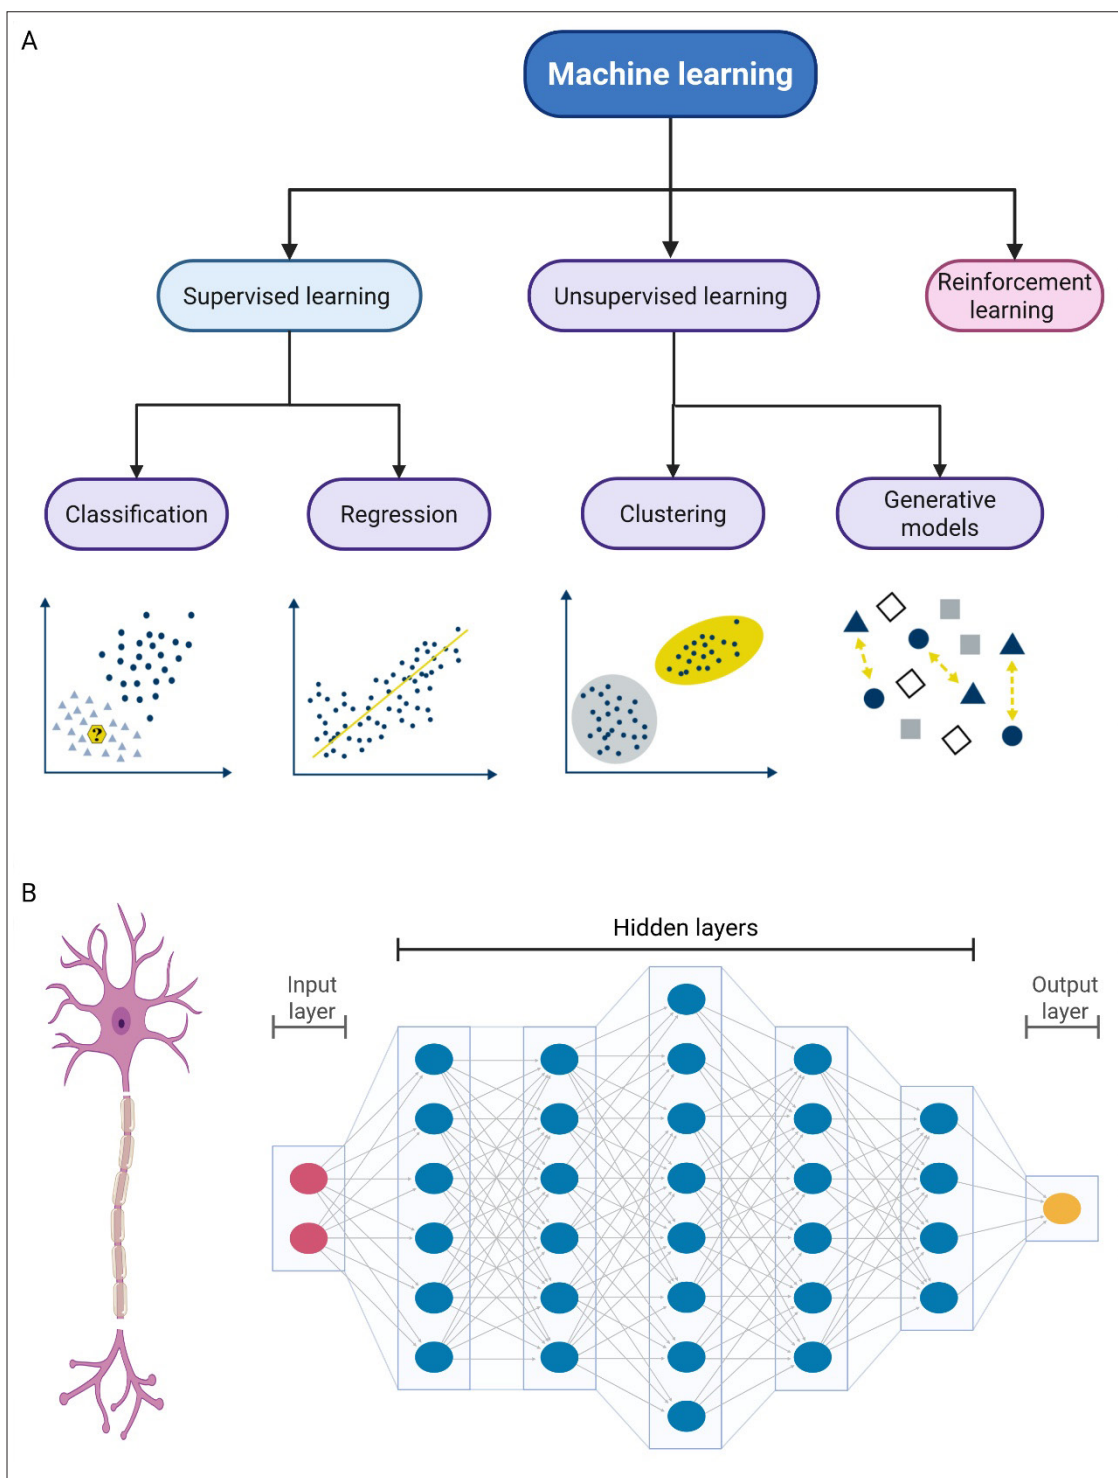 A
Machine learning
Supervised learning
Unsupervised learning
Reinforcement
learning
Classification
Regression
Clustering
Generative
models
?
B
Hidden layers
Input
layer
Output
layer